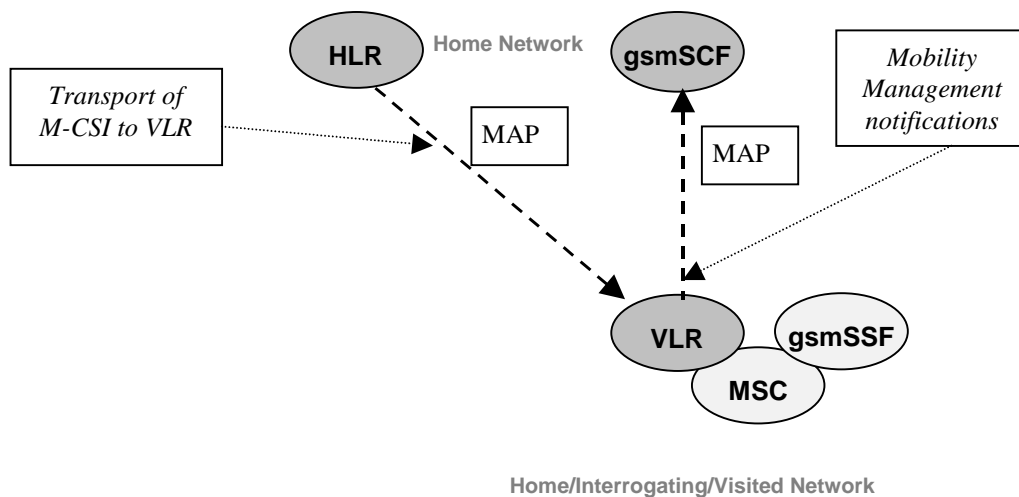 HLR
Home Network
gsmSCF
Mobility
Management
notifications
Transport of
M-CSI to VLR
MAP
MAP
VLR
gsmSSF
MSC
Home/Interrogating/Visited Network